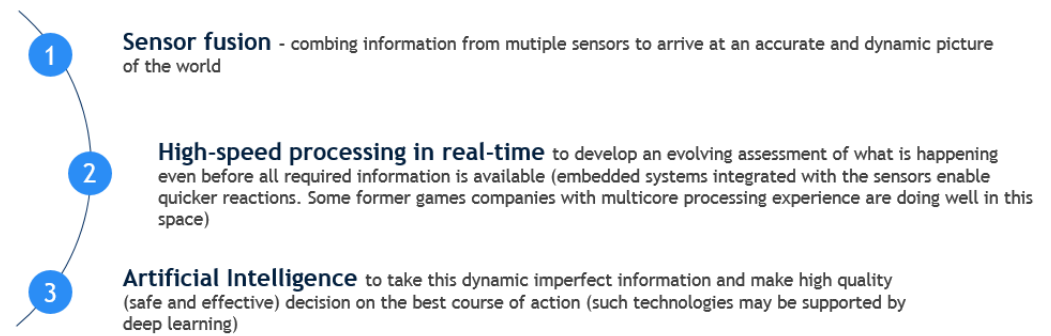 1
Sensor fusion - combing information from mutiple sensors to arrive at an accurate and dynamic picture
of the world
2
High-speed processing in real-time to develop an evolving assessment of what is happening
even before all required information is available (embedded systems integrated with the sensors enable
quicker reactions. Some former games companies with multicore processing experience are doing well in this
space)
3
Artificial Intelligence to take this dynamic imperfect information and make high quality
(safe and effective) decision on the best course of action (such technologies may be supported by
deep learning)